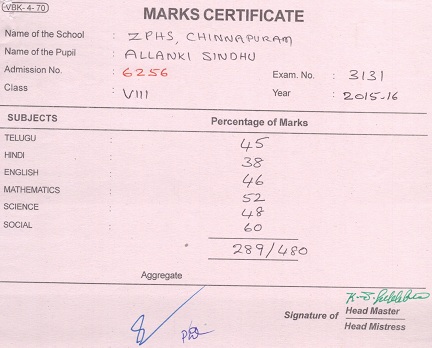 VBK-4-70
MARKS CERTIFICATE
Name of the School : ZPHS, CHINNAPURAM
Name of the Pupil : ALLANKI SINDHU
Admission No. : 6256 Exam. No. : 3131
Class : VIII Year : 2015-16
SUBJECTS Percentage of Marks
TELUGU 45
HINDI 38
ENGLISH 46
MATHEMATICS 52
SCIENCE 48
SOCIAL 60
289/480
Aggregate
Signature of Head Master
Head Mistress